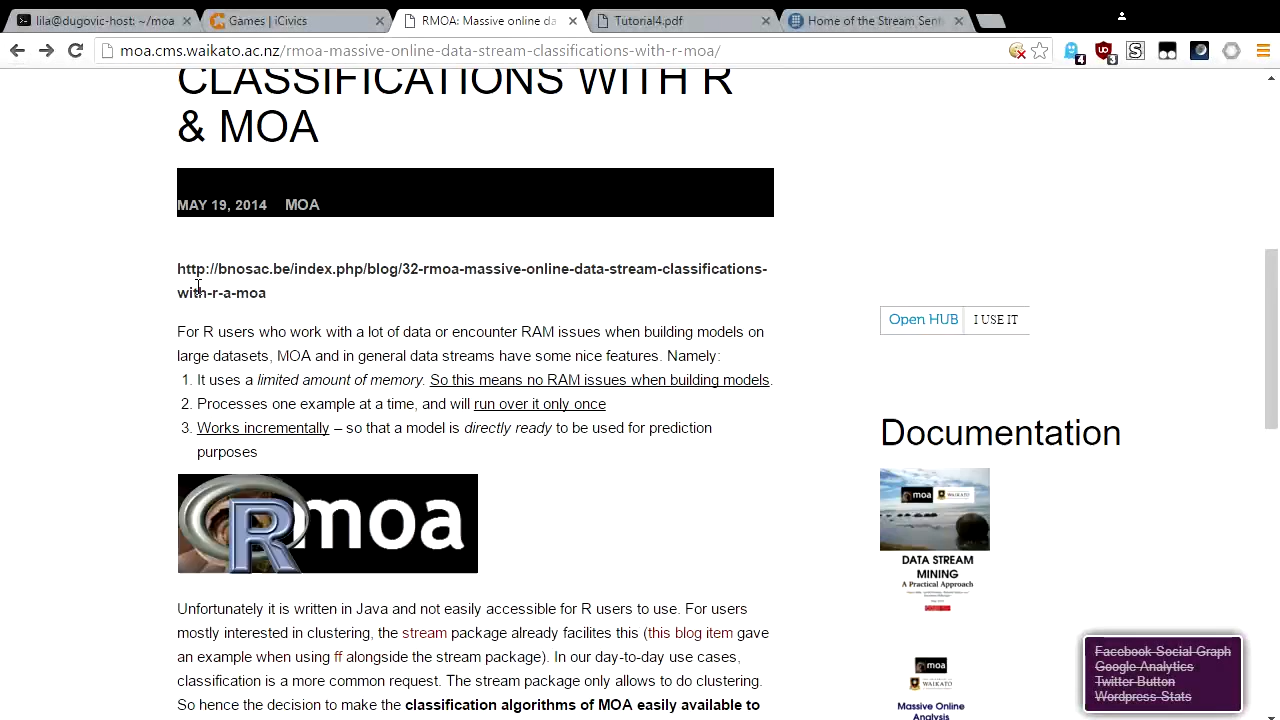 lila@dugovic-host: ~/moa
Games | iCivics
RMOA: Massive online da
Tutorial4.pdf
Home of the Stream Sent
moa.cms.waikato.ac.nz/rmoa-massive-online-data-stream-classifications-with-r-moa/
4
3
CLASSIFICATIONS WITH R
& MOA
MAY 19, 2014 MOA
http://bnosac.be/index.php/blog/32-rmoa-massive-online-data-stream-classifications-
with-r-a-moa
For R users who work with a lot of data or encounter RAM issues when building models on
large datasets, MOA and in general data streams have some nice features. Namely:
1. It uses a limited amount of memory. So this means no RAM issues when building models.
2. Processes one example at a time, and will run over it only once
3. Works incrementally – so that a model is directly ready to be used for prediction
purposes
Rmoa
Unfortunately it is written in Java and not easily accessible for R users to use. For users
mostly interested in clustering, the stream package already facilites this (this blog item gave
an example when using ff alongside the stream package). In our day-to-day use cases,
classification is a more common request. The stream package only allows to do clustering.
So hence the decision to make the classification algorithms of MOA easily available to
Open HUB I USE IT
Documentation
moa WAIKATO
DATA STREAM
MINING
A Practical Approach
moa
WAIKATO
Massive Online
Analysis
Facebook Social Graph
Google Analytics
Twitter Button
Wordpress Stats